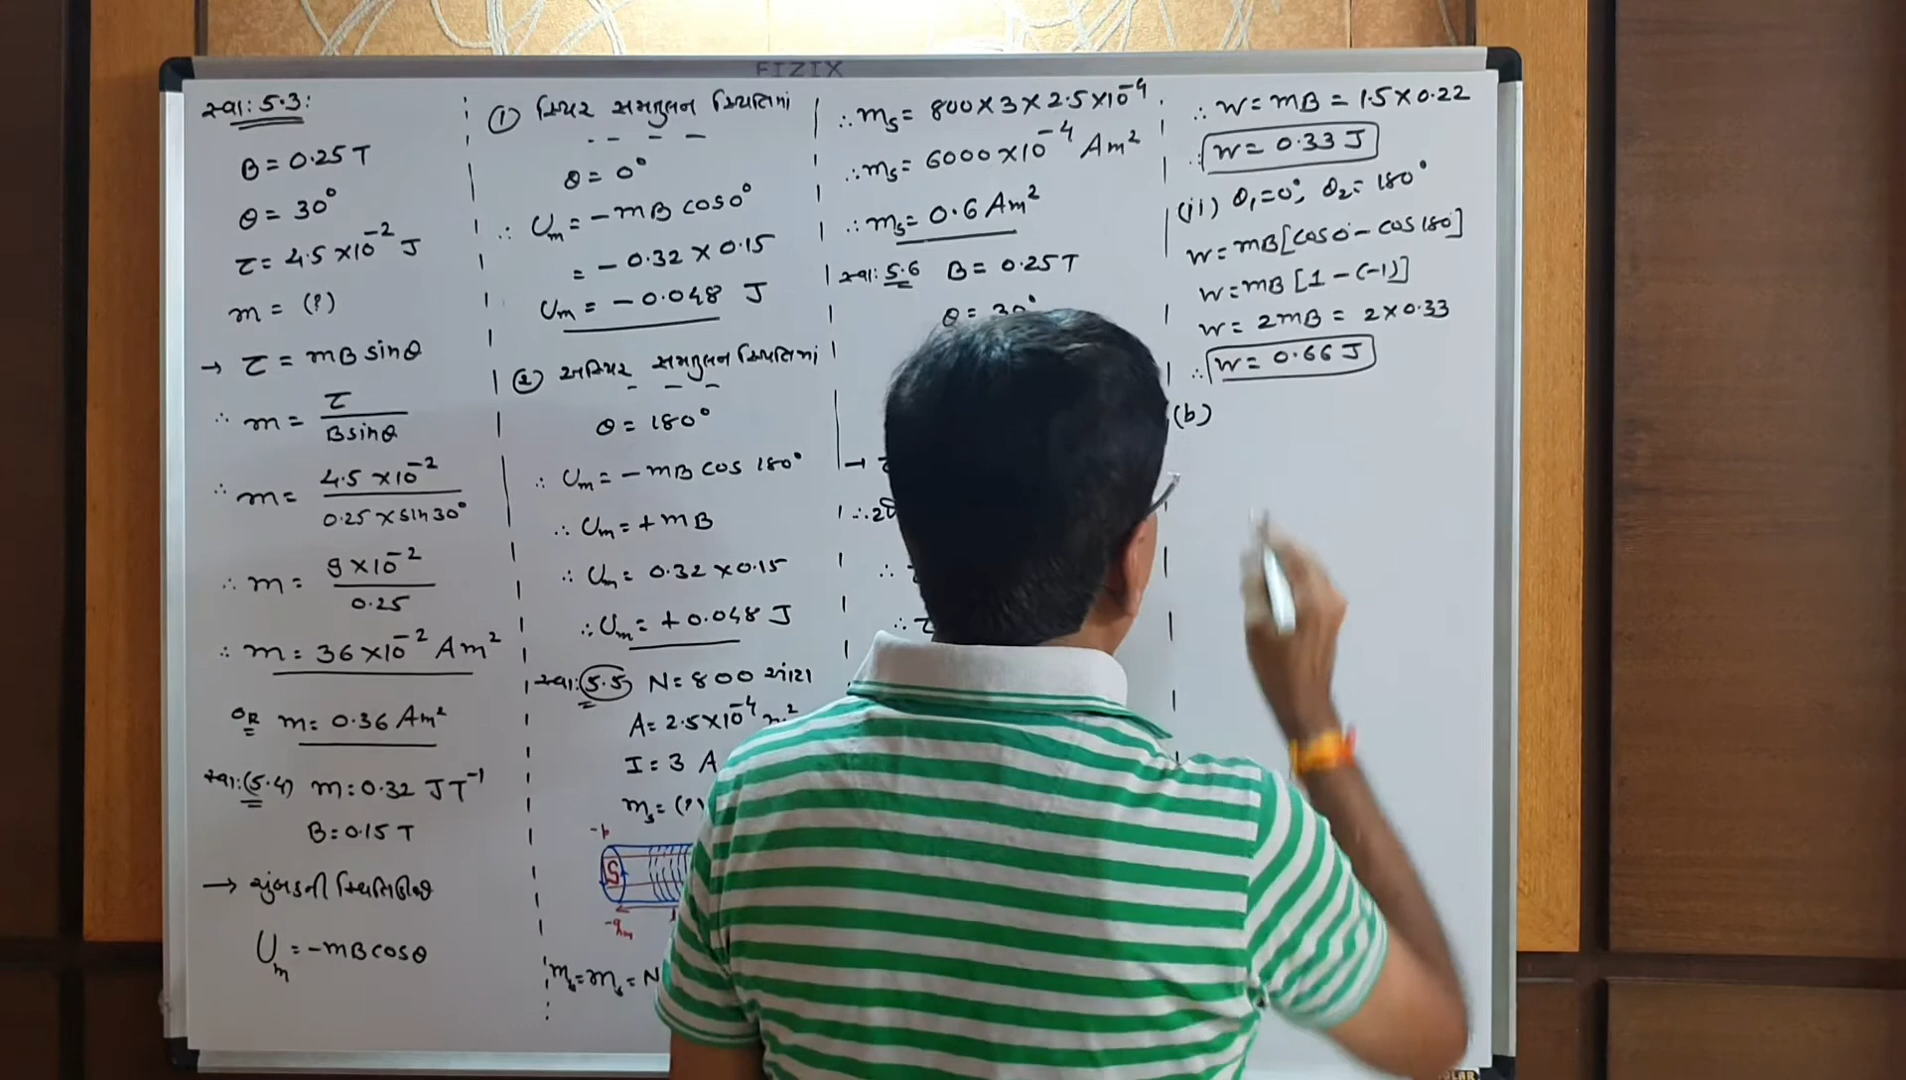 FIZIX
સ્વા: 5.3:
B = 0.25 T
θ = 30°
τ = 4.5 × 10⁻² J
m = (?)
→ τ = mB sinθ
∴ m = τ / B sinθ
∴ m = 4.5 × 10⁻² / 0.25 × sin 30°
∴ m = 9 × 10⁻² / 0.25
∴ m = 36 × 10⁻² Am²
OR m = 0.36 Am²
સ્વા: (5.4) m = 0.32 JT⁻¹
B = 0.15 T
→ ચુંબકની સ્થિતિઊર્જા
Uₘ = −mB cosθ
① સ્થિર સમતુલન સ્થિતિમાં
θ = 0°
∴ Uₘ = −mB cos 0°
= −0.32 × 0.15
Uₘ = −0.048 J
② અસ્થિર સમતુલન સ્થિતિમાં
θ = 180°
∴ Uₘ = −mB cos 180°
∴ Uₘ = +mB
∴ Uₘ = 0.32 × 0.15
∴ Uₘ = +0.048 J
સ્વા: 5.5 N = 800 આંટા
A = 2.5 × 10⁻⁴ m²
I = 3 A
mₛ = (?)
S
−qₘ
mₛ = N
∴ mₛ = 800 × 3 × 2.5 × 10⁻⁴
∴ mₛ = 6000 × 10⁻⁴ Am²
∴ mₛ = 0.6 Am²
સ્વા: 5.6 B = 0.25 T
θ = 30°
∴ W = mB = 1.5 × 0.22
∴ W = 0.33 J
(ii) θ₁ = 0°, θ₂ = 180°
W = mB [cos 0 − cos 180]
W = mB [1 − (−1)]
W = 2mB = 2 × 0.33
∴ W = 0.66 J
(b)